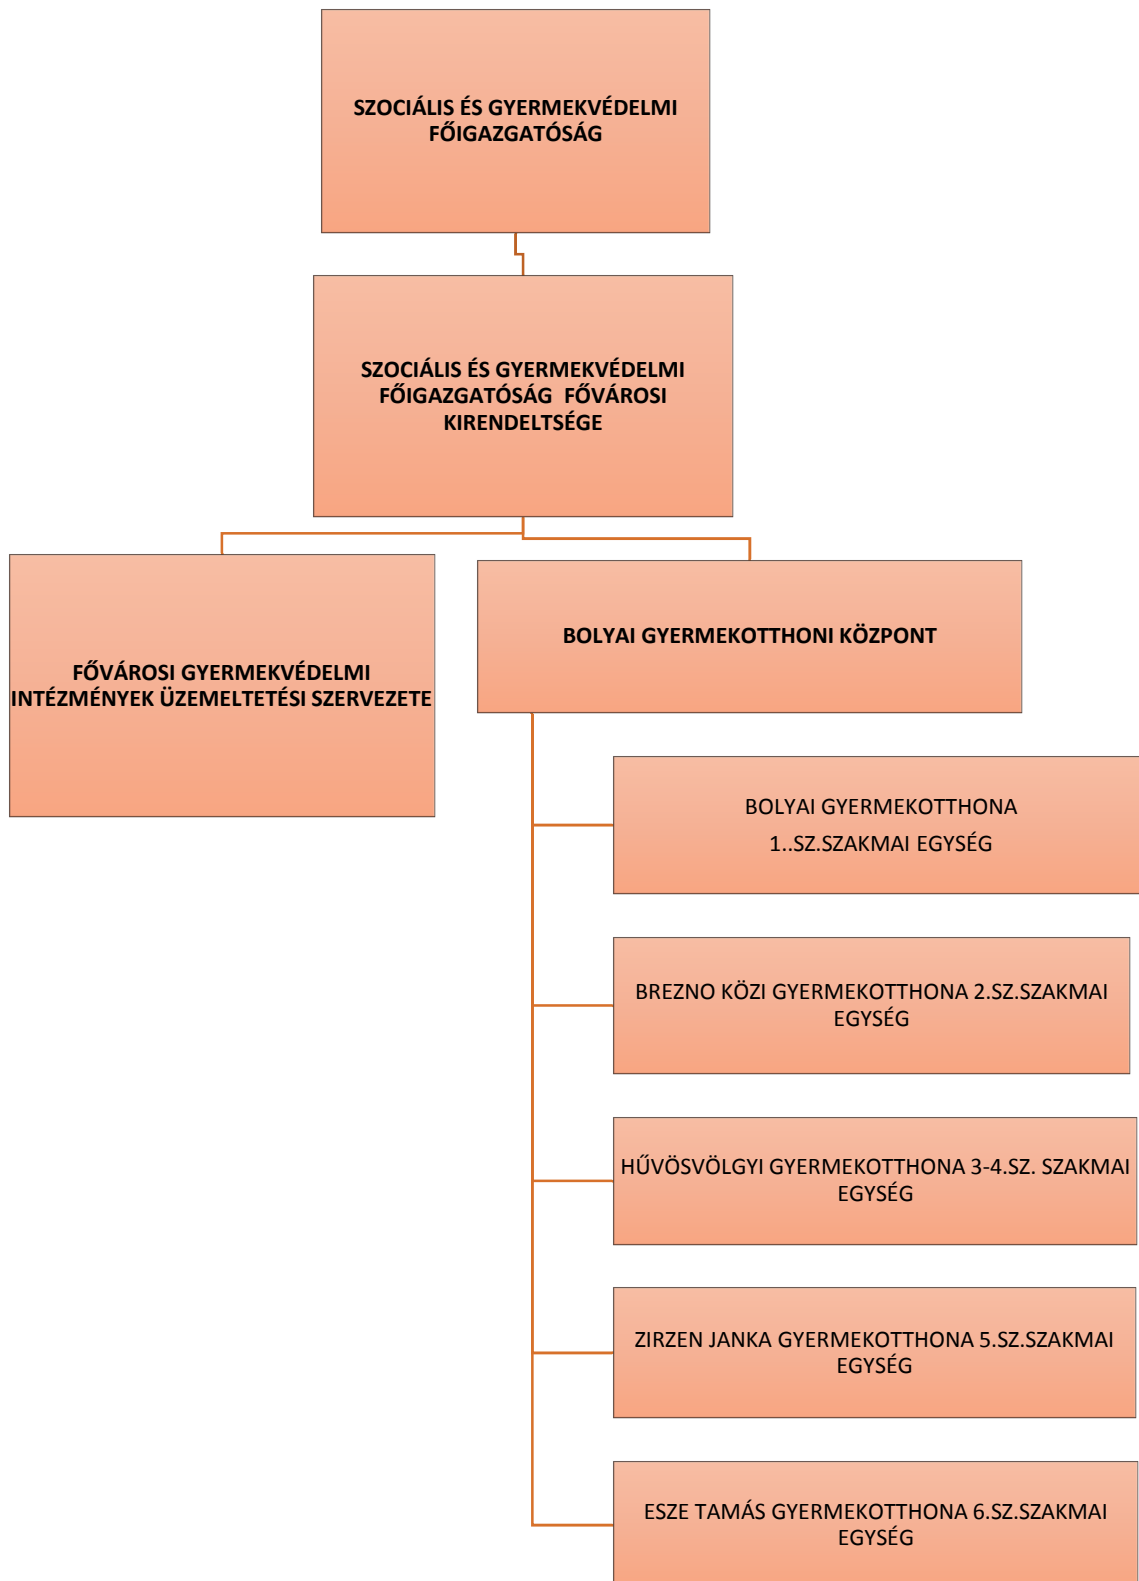 SZOCIÁLIS ÉS GYERMEKVÉDELMI
FŐIGAZGATÓSÁG
SZOCIÁLIS ÉS GYERMEKVÉDELMI
FŐIGAZGATÓSÁG FŐVÁROSI
KIRENDELTSÉGE
FŐVÁROSI GYERMEKVÉDELMI
INTÉZMÉNYEK ÜZEMELTETÉSI SZERVEZETE
BOLYAI GYERMEKOTTHONI KÖZPONT
BOLYAI GYERMEKOTTHONA
1..SZ.SZAKMAI EGYSÉG
BREZNO KÖZI GYERMEKOTTHONA 2.SZ.SZAKMAI
EGYSÉG
HŰVÖSVÖLGYI GYERMEKOTTHONA 3-4.SZ. SZAKMAI
EGYSÉG
ZIRZEN JANKA GYERMEKOTTHONA 5.SZ.SZAKMAI
EGYSÉG
ESZE TAMÁS GYERMEKOTTHONA 6.SZ.SZAKMAI
EGYSÉG